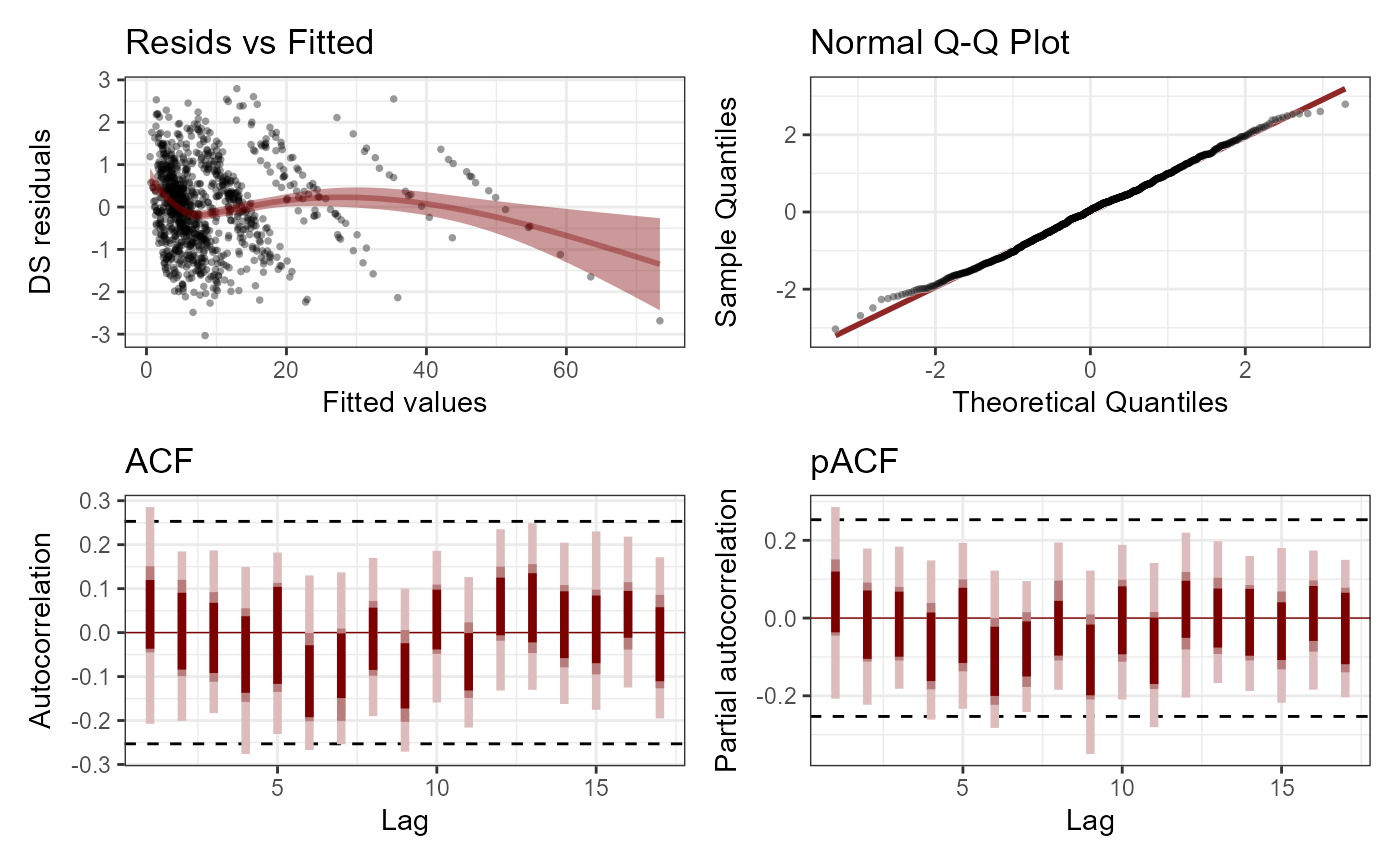 Resids vs Fitted
3
2
1
0
-1
-2
-3
DS residuals
0 20 40 60
Fitted values
Normal Q-Q Plot
2
0
-2
Sample Quantiles
-2 0 2
Theoretical Quantiles
ACF
0.3
0.2
0.1
0.0
-0.1
-0.2
-0.3
Autocorrelation
5 10 15
Lag
pACF
0.2
0.0
-0.2
Partial autocorrelation
5 10 15
Lag